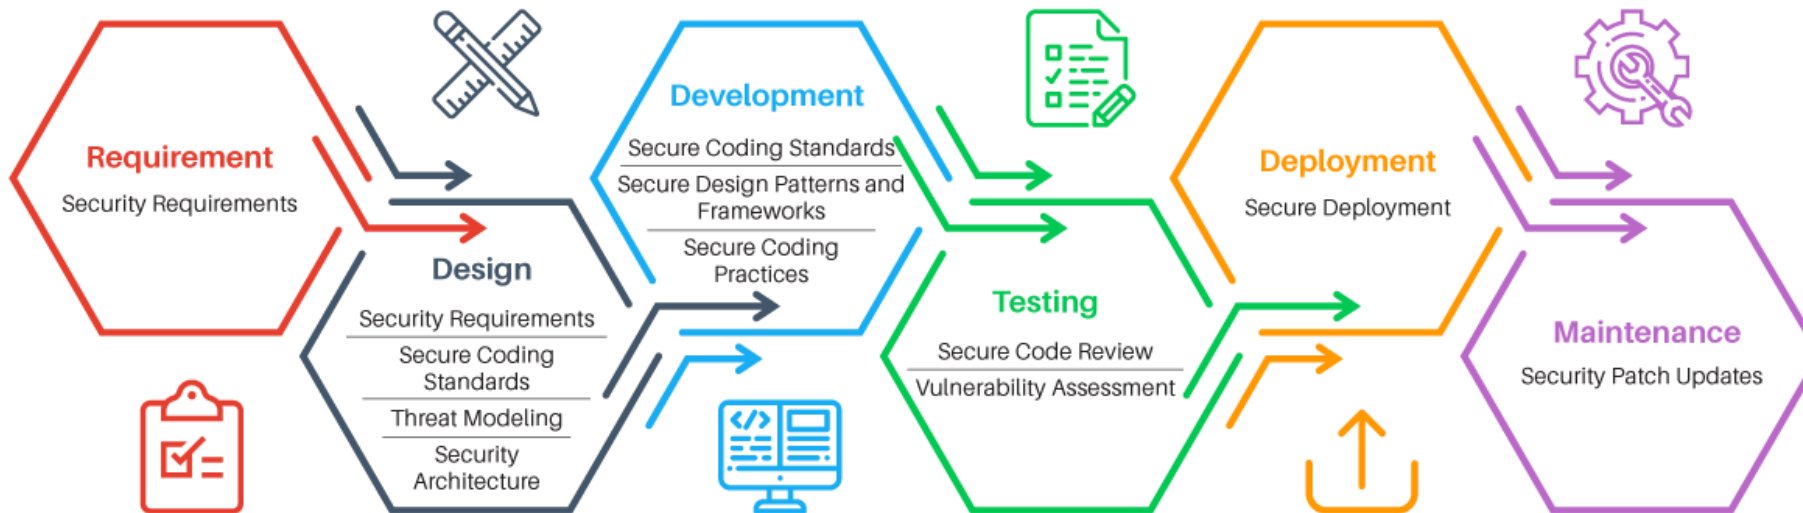 Requirement
Security Requirements
Design
Security Requirements
Secure Coding
Standards
Threat Modeling
Security
Architecture
Development
Secure Coding Standards
Secure Design Patterns and
Frameworks
Secure Coding
Practices
</>
Testing
Secure Code Review
Vulnerability Assessment
Deployment
Secure Deployment
Maintenance
Security Patch Updates